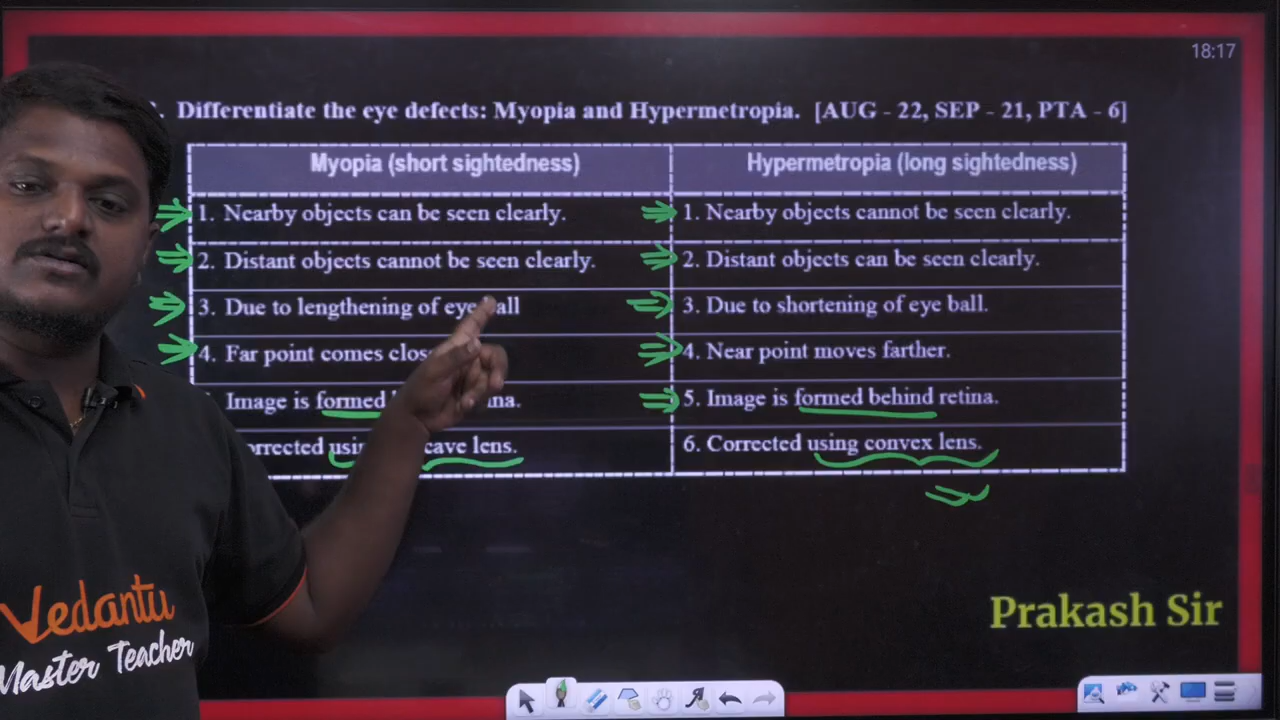 18:17
Differentiate the eye defects: Myopia and Hypermetropia. [AUG - 22, SEP - 21, PTA - 6]
Myopia (short sightedness)
Hypermetropia (long sightedness)
1. Nearby objects can be seen clearly.
1. Nearby objects cannot be seen clearly.
2. Distant objects cannot be seen clearly.
2. Distant objects can be seen clearly.
3. Due to lengthening of eye ball
3. Due to shortening of eye ball.
4. Far point comes
4. Near point moves farther.
Image is formed
5. Image is formed behind retina.
lens.
6. Corrected using convex lens.
Prakash Sir
Vedantu
Master Teacher